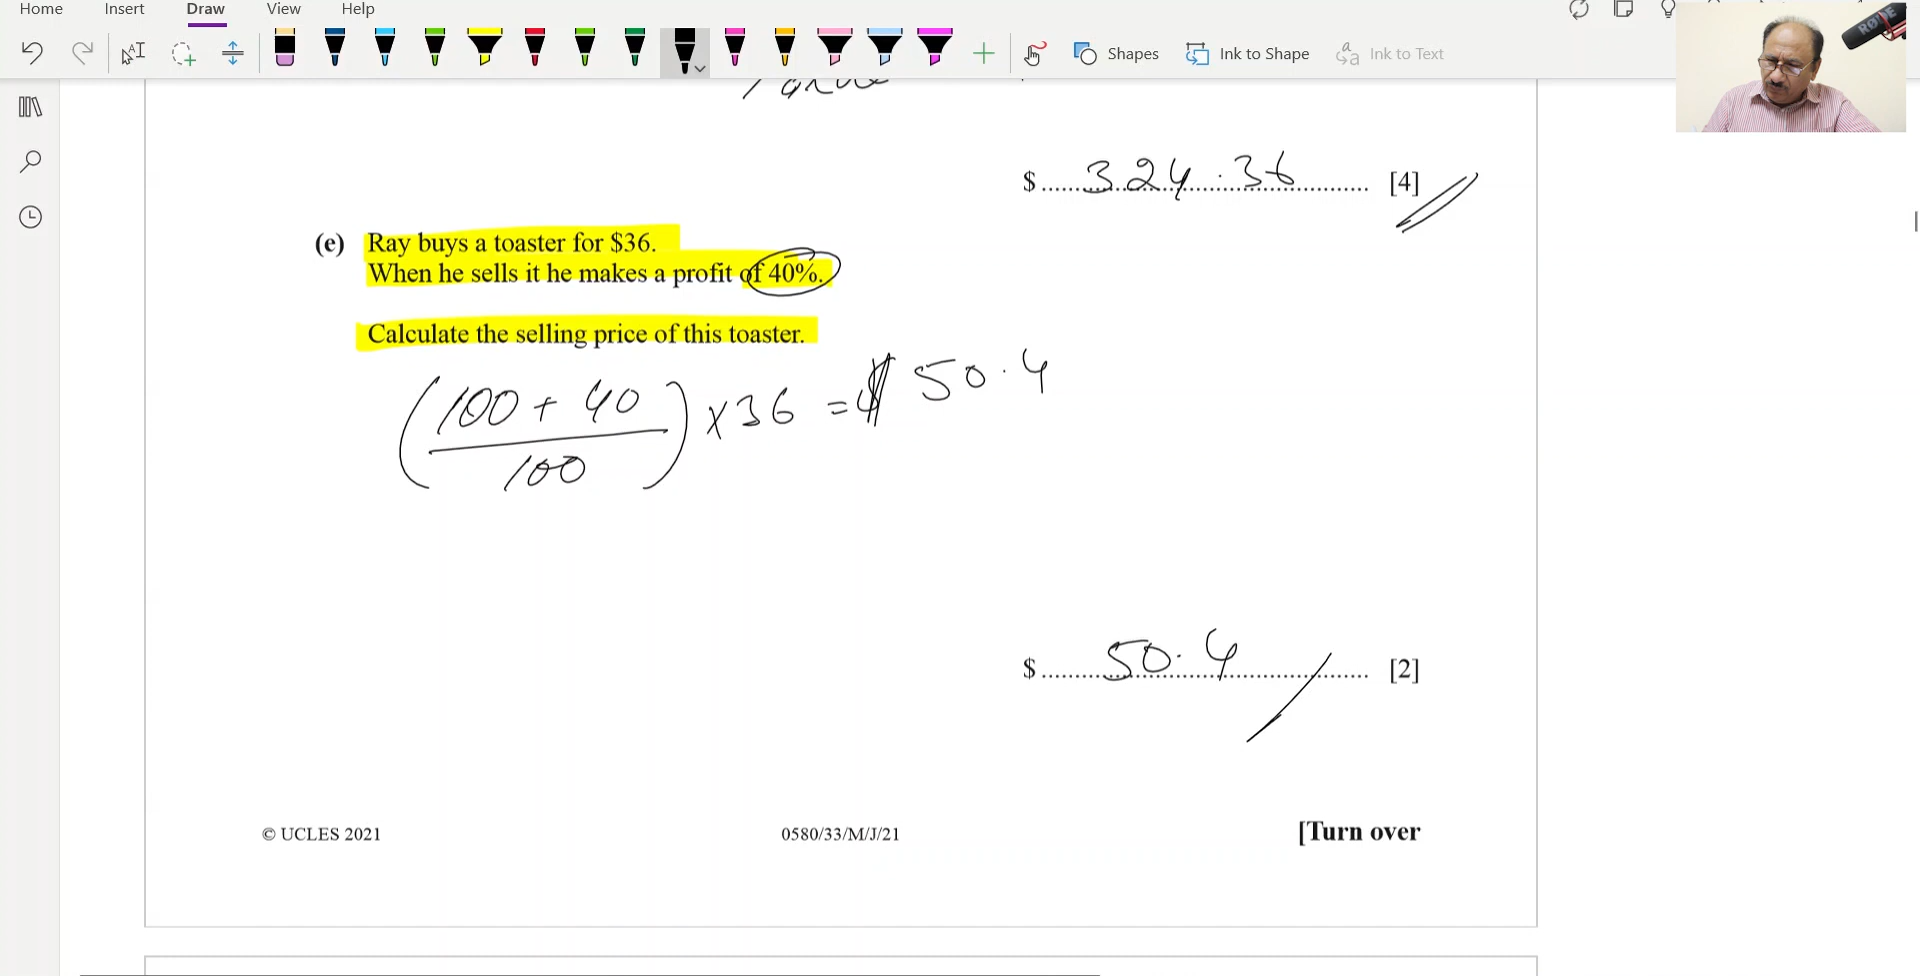 Home Insert Draw View Help
Shapes Ink to Shape Ink to Text
RØDE
$ 324.36 [4]
(e) Ray buys a toaster for $36.
When he sells it he makes a profit of 40%.
Calculate the selling price of this toaster.
(100 + 40
100) × 36 = $ 50.4
$ 50.4 [2]
© UCLES 2021 0580/33/M/J/21 [Turn over